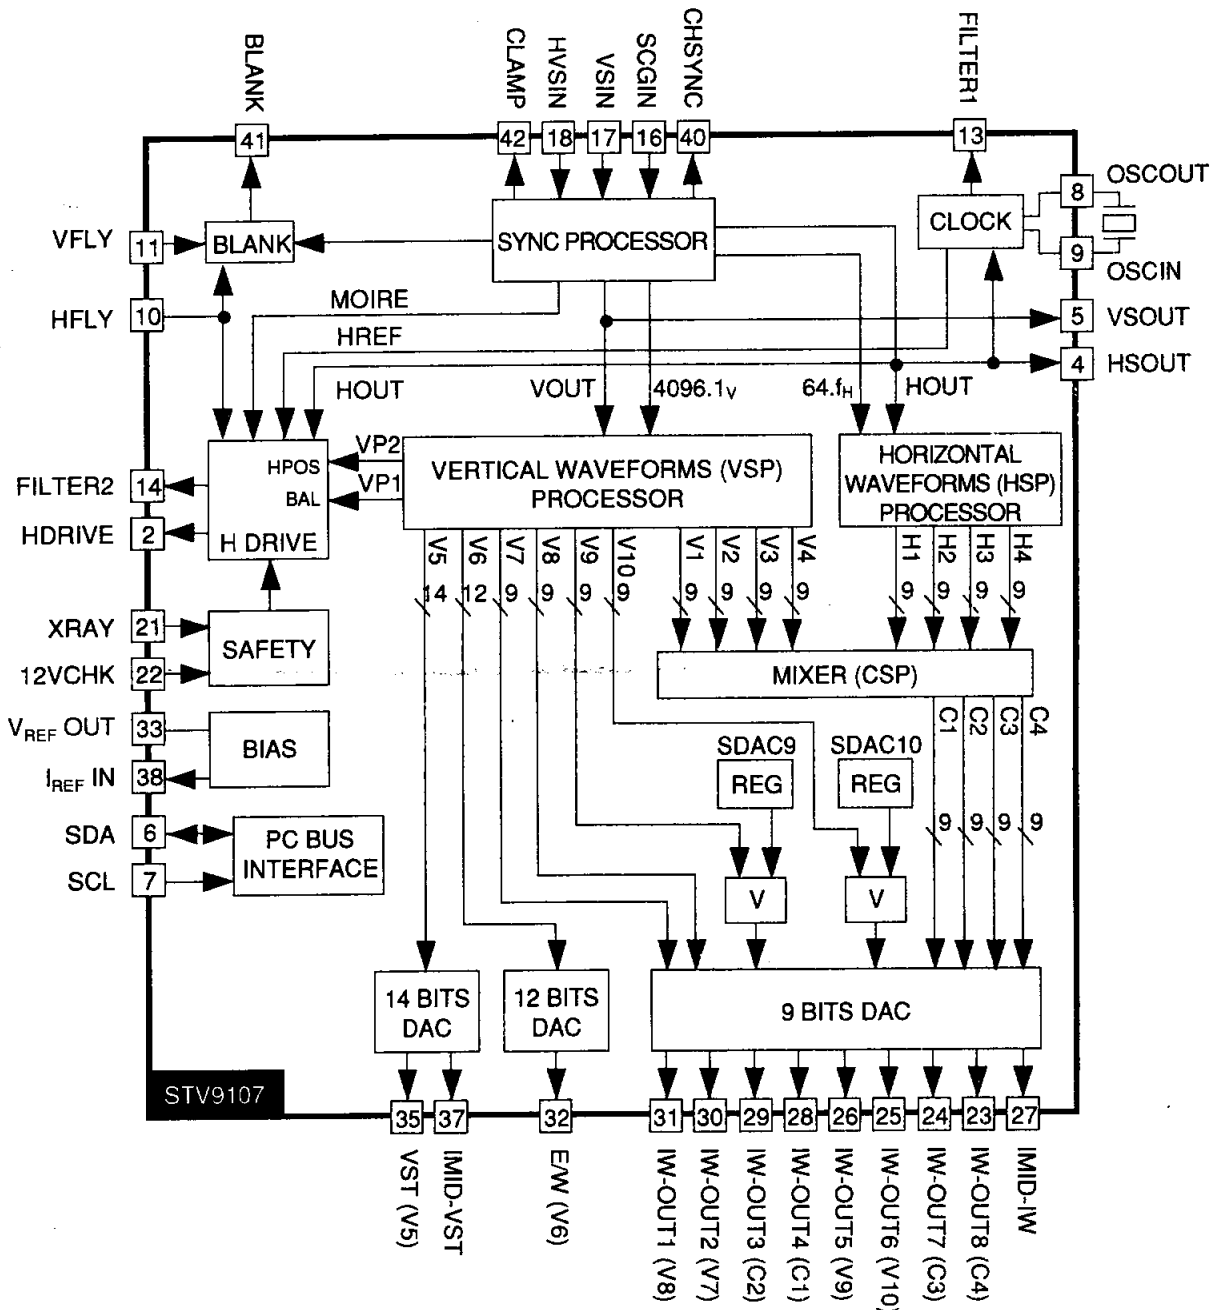 BLANK
CLAMP
HVSIN
VSIN
SCGIN
CHSYNC
FILTER1
41
42
18
17
16
40
13
8
OSCOUT
9
OSCIN
CLOCK
VFLY
11
BLANK
SYNC PROCESSOR
HFLY
10
MOIRE
HREF
HOUT
5
VSOUT
4
HSOUT
VOUT
4096.1V
64.fH
HOUT
VP2
VP1
HPOS
BAL
H DRIVE
VERTICAL WAVEFORMS (VSP)
PROCESSOR
HORIZONTAL
WAVEFORMS (HSP)
PROCESSOR
FILTER2
14
HDRIVE
2
V5
V6
V7
V8
V9
V10
V1
V2
V3
V4
H1
H2
H3
H4
14
12
9
9
9
9
9
9
9
9
9
9
9
9
XRAY
21
12VCHK
22
SAFETY
MIXER (CSP)
VREF OUT
33
IREF IN
38
BIAS
C1
C2
C3
C4
SDAC9
REG
SDAC10
REG
9
9
9
9
SDA
6
SCL
7
PC BUS
INTERFACE
V
V
14 BITS
DAC
12 BITS
DAC
9 BITS DAC
STV9107
35
37
32
31
30
29
28
26
25
24
23
27
VST (V5)
IMID-VST
E/W (V6)
IW-OUT1 (V8)
IW-OUT2 (V7)
IW-OUT3 (C2)
IW-OUT4 (C1)
IW-OUT5 (V9)
IW-OUT6 (V10)
IW-OUT7 (C3)
IW-OUT8 (C4)
IMID-IW